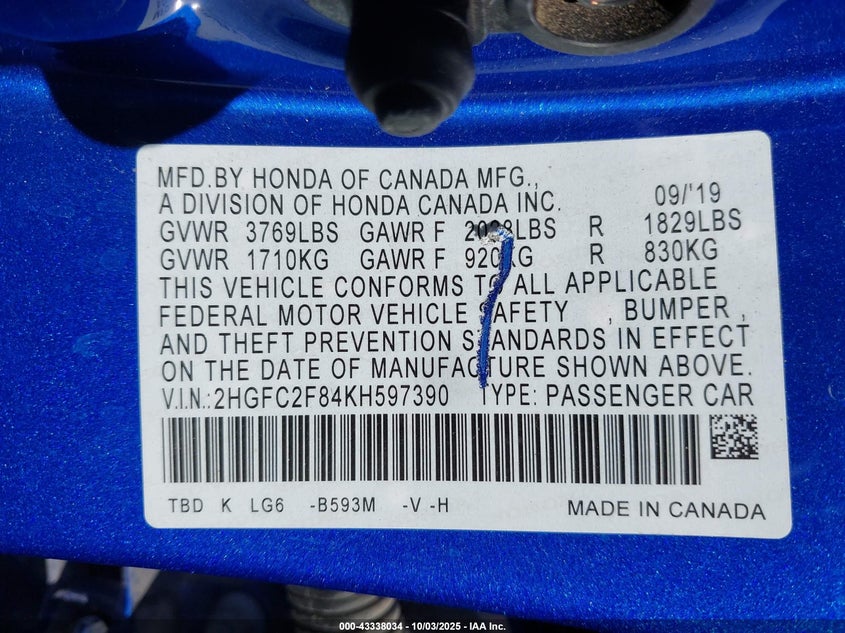 MFD.BY HONDA OF CANADA MFG.,
A DIVISION OF HONDA CANADA INC. 09/'19
GVWR 3769LBS GAWR F LBS R 1829LBS
GVWR 1710KG GAWR F 920KG R 830KG
THIS VEHICLE CONFORMS TO ALL APPLICABLE
FEDERAL MOTOR VEHICLE SAFETY , BUMPER ,
AND THEFT PREVENTION STANDARDS IN EFFECT
ON THE DATE OF MANUFACTURE SHOWN ABOVE.
V.I.N.:2HGFC2F84KH597390 TYPE: PASSENGER CAR
TBD K LG6 -B593M -V -H MADE IN CANADA
000-43338034 - 10/03/2025 - IAA Inc.